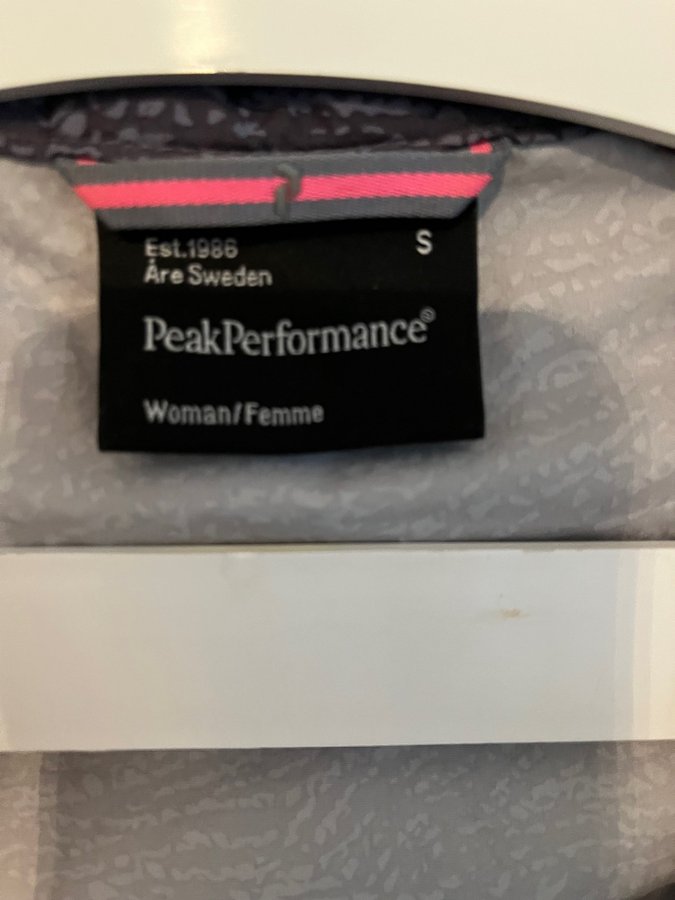 Est.1986
S
Åre Sweden
PeakPerformance®
Woman/Femme